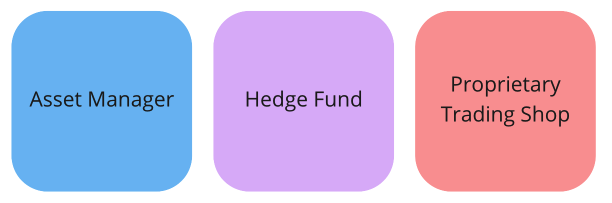 Asset Manager
Hedge Fund
Proprietary
Trading Shop